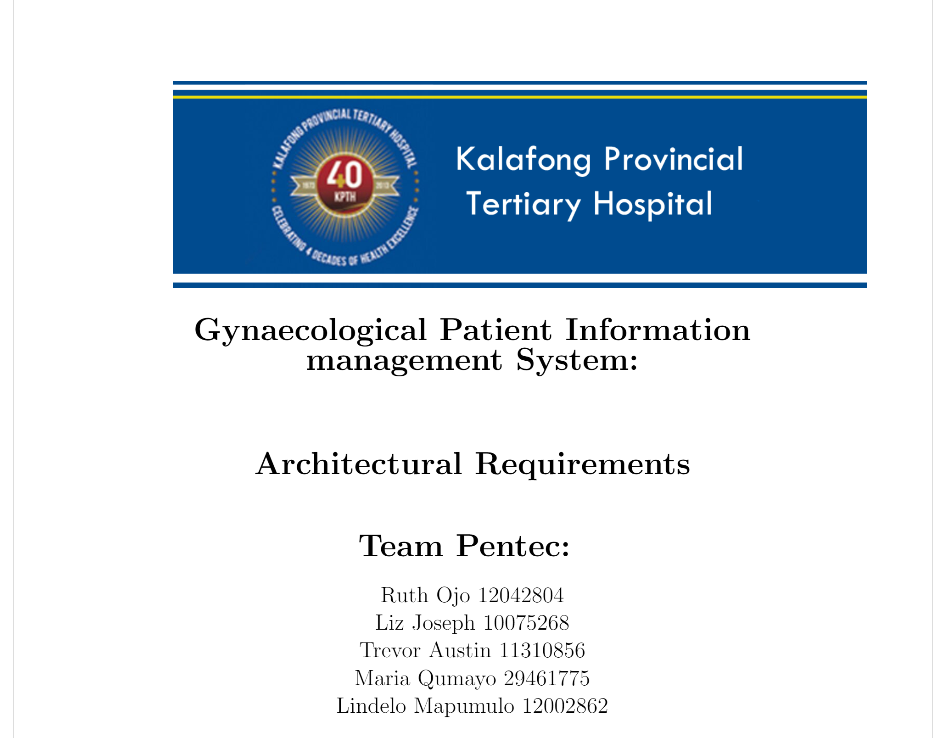 KALAFONG PROVINCIAL TERTIARY HOSPITAL
1973
40
2013
KPTH
CELEBRATING 4 DECADES OF HEALTH EXCELLENCE
Kalafong Provincial
Tertiary Hospital
Gynaecological Patient Information
management System:
Architectural Requirements
Team Pentec:
Ruth Ojo 12042804
Liz Joseph 10075268
Trevor Austin 11310856
Maria Qumayo 29461775
Lindelo Mapumulo 12002862